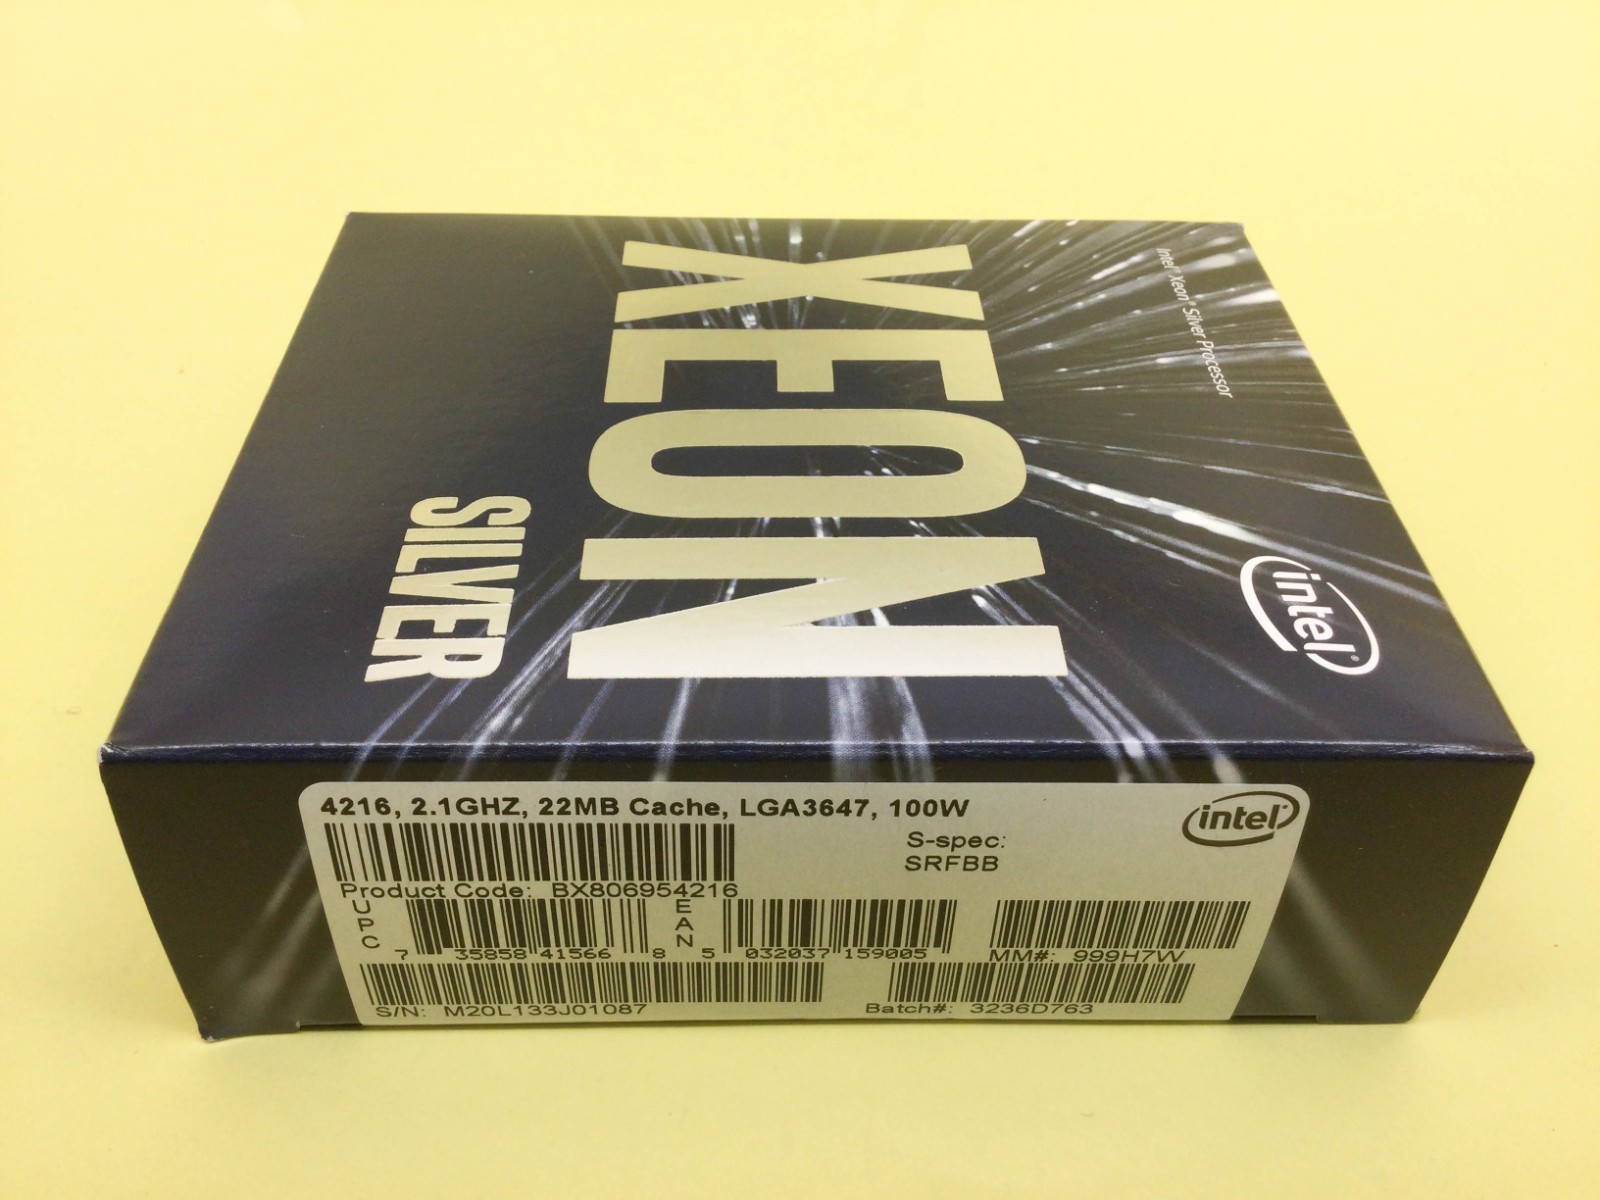 Intel® Xeon® Silver Processor
XEON
SILVER
intel®
4216, 2.1GHZ, 22MB Cache, LGA3647, 100W
intel®
S-spec:
SRFBB
Product Code: BX806954216
UPC 7 35858 41566 8
EAN 5 032037 159005
MM#: 999H7W
S/N: M20L133J01087
Batch#: 3236D763